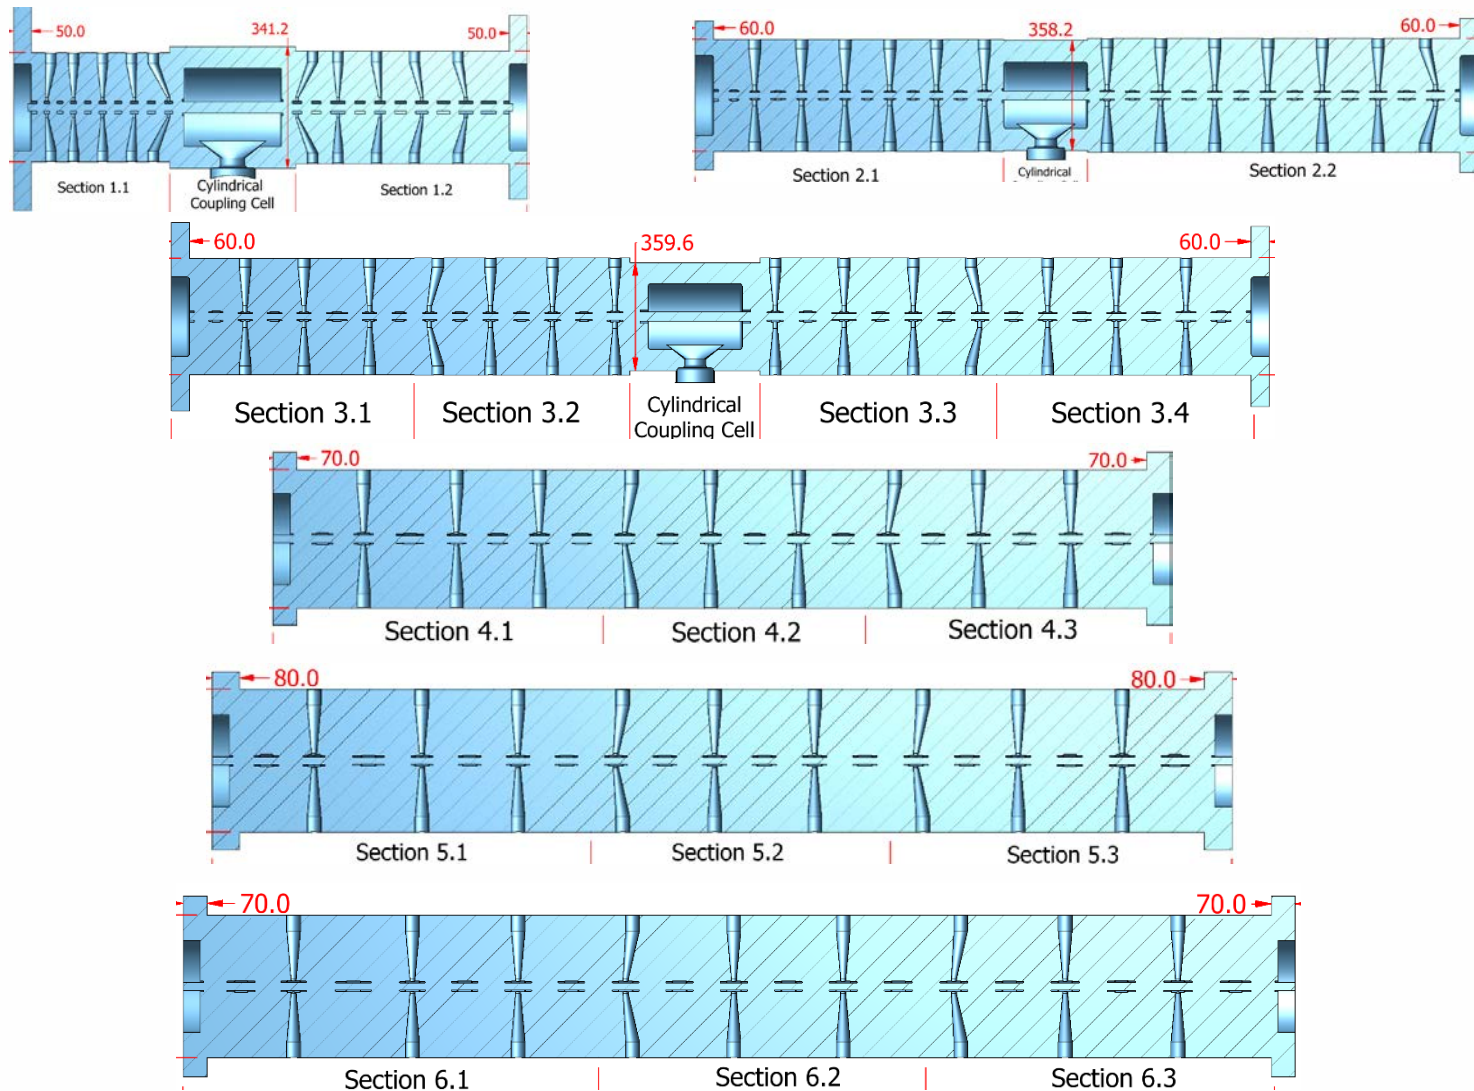 50.0 341.2 50.0
Section 1.1 Cylindrical Section 1.2
Coupling Cell
60.0 358.2 60.0
Section 2.1 Cylindrical Section 2.2
60.0 359.6 60.0
Section 3.1 Section 3.2 Cylindrical Section 3.3 Section 3.4
Coupling Cell
70.0 70.0
Section 4.1 Section 4.2 Section 4.3
80.0 80.0
Section 5.1 Section 5.2 Section 5.3
70.0 70.0
Section 6.1 Section 6.2 Section 6.3